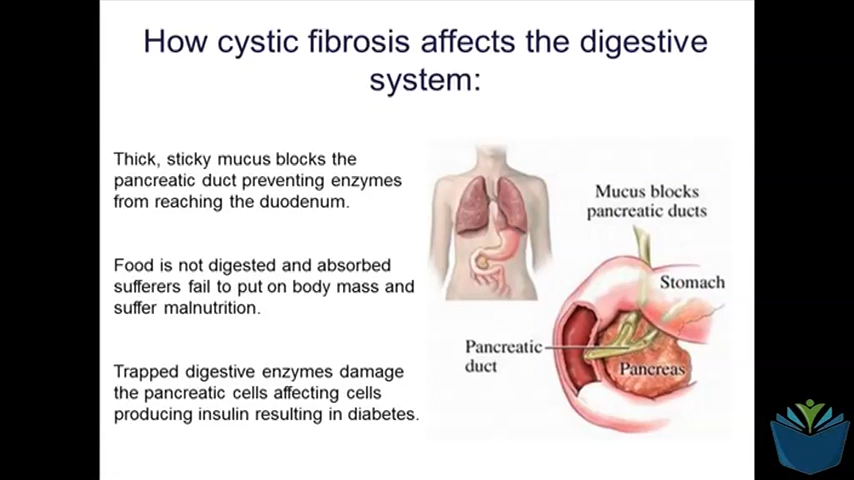 How cystic fibrosis affects the digestive
system:
Thick, sticky mucus blocks the
pancreatic duct preventing enzymes
from reaching the duodenum.
Food is not digested and absorbed
sufferers fail to put on body mass and
suffer malnutrition.
Trapped digestive enzymes damage
the pancreatic cells affecting cells
producing insulin resulting in diabetes.
Mucus blocks
pancreatic ducts
Stomach
Pancreatic
duct
Pancreas